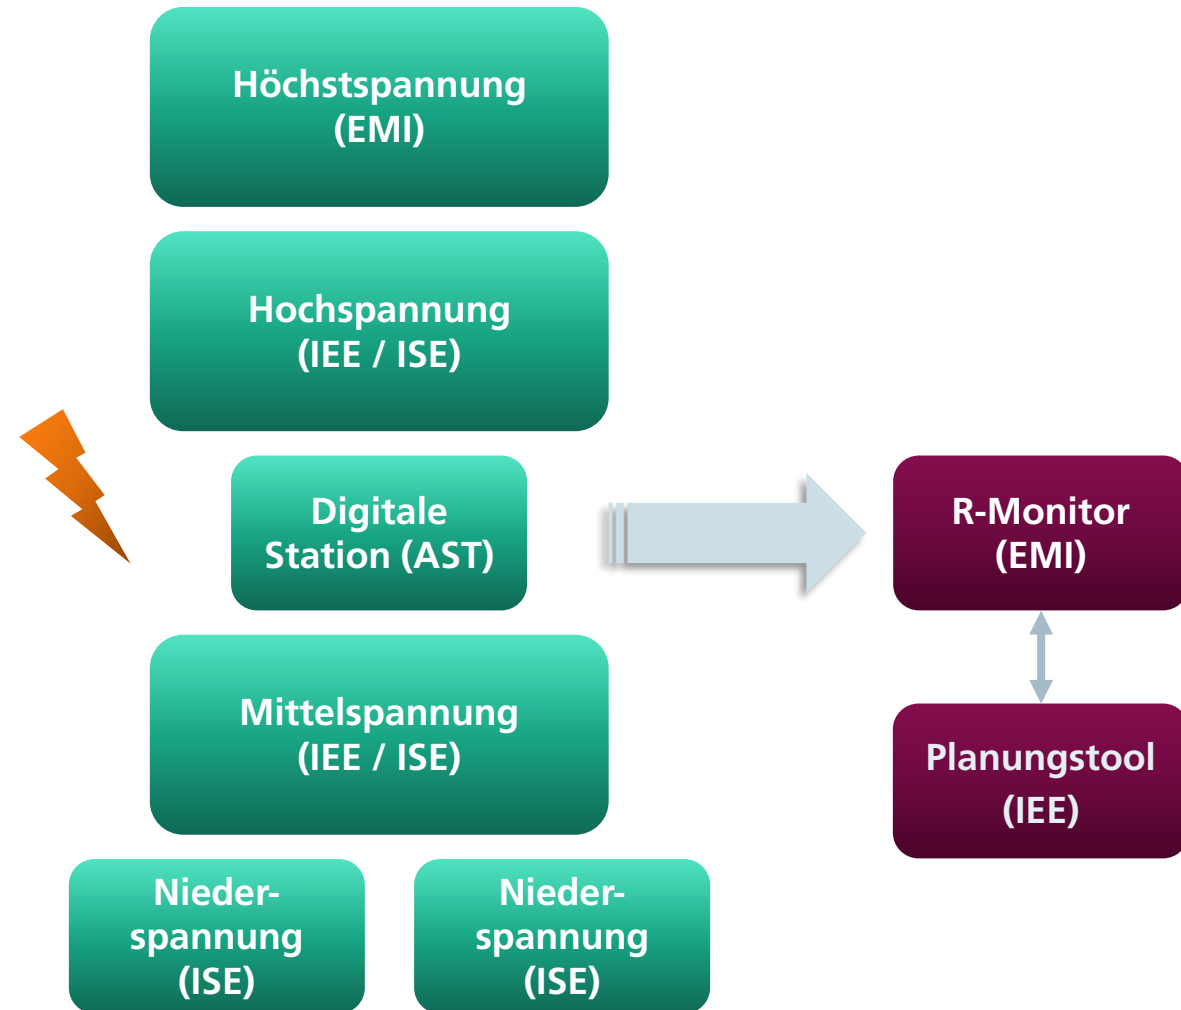 Höchstspannung
(EMI)
Hochspannung
(IEE / ISE)
Digitale
Station (AST)
R-Monitor
(EMI)
Mittelspannung
(IEE / ISE)
Planungstool
(IEE)
Nieder-
spannung
(ISE)
Nieder-
spannung
(ISE)